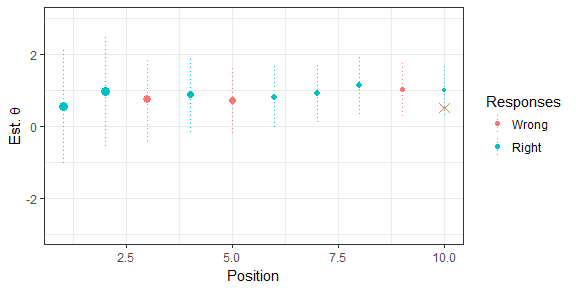 2
0
-2
Est. θ
2.5
5.0
7.5
10.0
Position
Responses
Wrong
Right